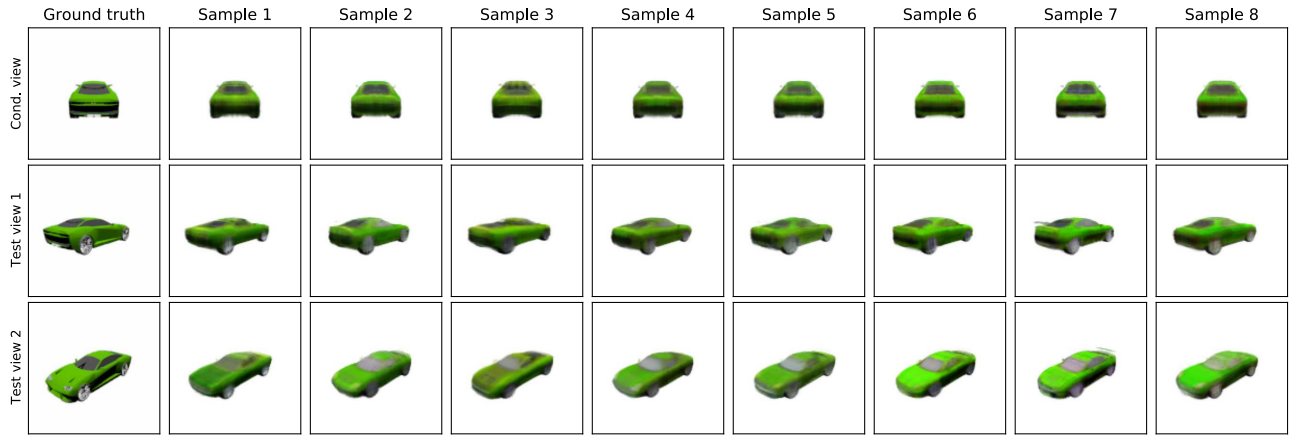 Ground truth Sample 1 Sample 2 Sample 3 Sample 4 Sample 5 Sample 6 Sample 7 Sample 8
Cond. view
Test view 1
Test view 2